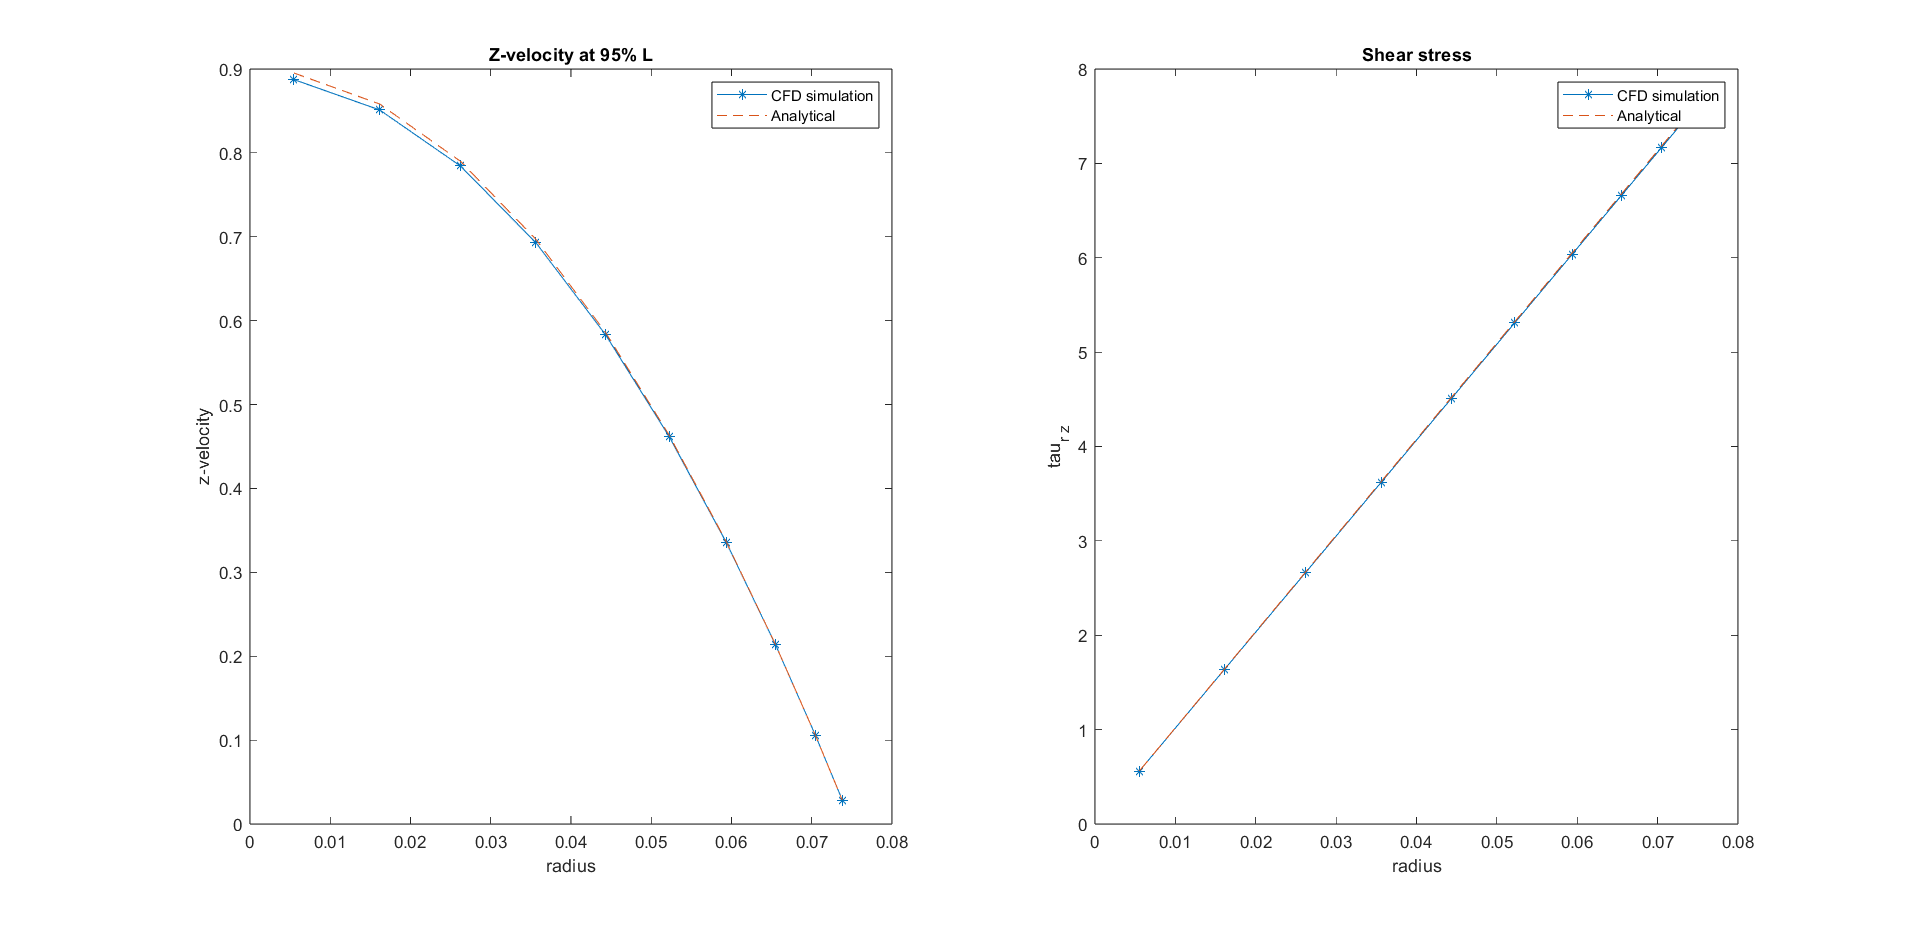 Z-velocity at 95% L
CFD simulation
Analytical
0.9
0.8
0.7
0.6
0.5
0.4
0.3
0.2
0.1
0
z-velocity
0 0.01 0.02 0.03 0.04 0.05 0.06 0.07 0.08
radius
Shear stress
CFD simulation
Analytical
8
7
6
5
4
3
2
1
0
tau_{r z}
0 0.01 0.02 0.03 0.04 0.05 0.06 0.07 0.08
radius